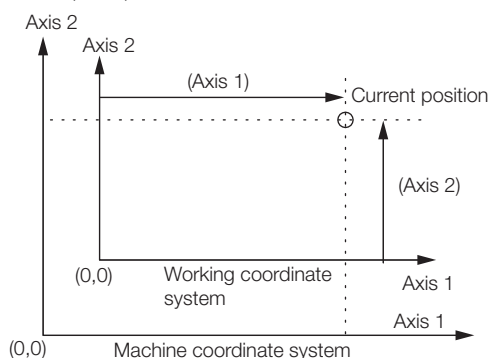 Axis 2
Axis 2
(Axis 1)
Current position
(Axis 2)
(0,0)
Working coordinate
system
Axis 1
Axis 1
(0,0)
Machine coordinate system